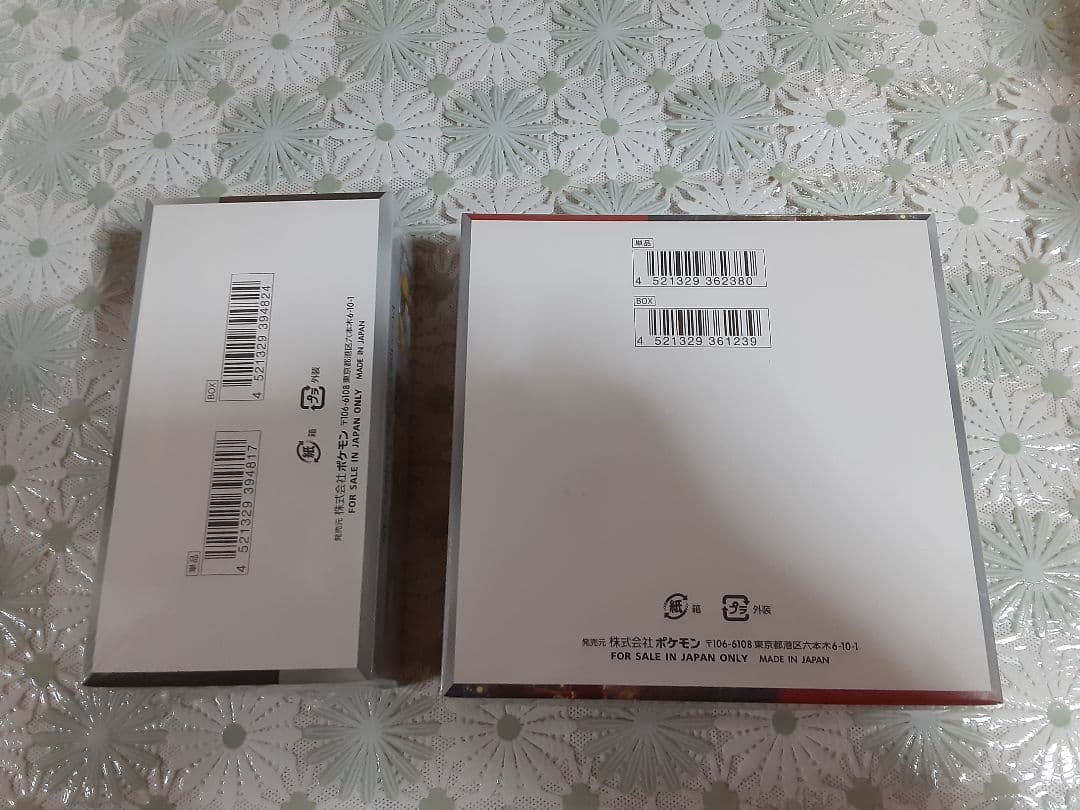 BOX
4 521329 394824
単品
4 521329 394817
プラ 外装
紙 箱
発売元 株式会社ポケモン 〒106-6108 東京都港区六本木6-10-1
FOR SALE IN JAPAN ONLY MADE IN JAPAN
単品
4 521329 362380
BOX
4 521329 361239
紙 箱 プラ 外装
発売元 株式会社ポケモン 〒106-6108 東京都港区六本木6-10-1
FOR SALE IN JAPAN ONLY MADE IN JAPAN